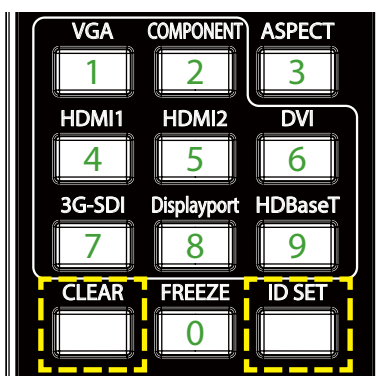 VGA COMPONENT ASPECT
1 2 3
HDMI1 HDMI2 DVI
4 5 6
3G-SDI Displayport HDBaseT
7 8 9
CLEAR FREEZE ID SET
0